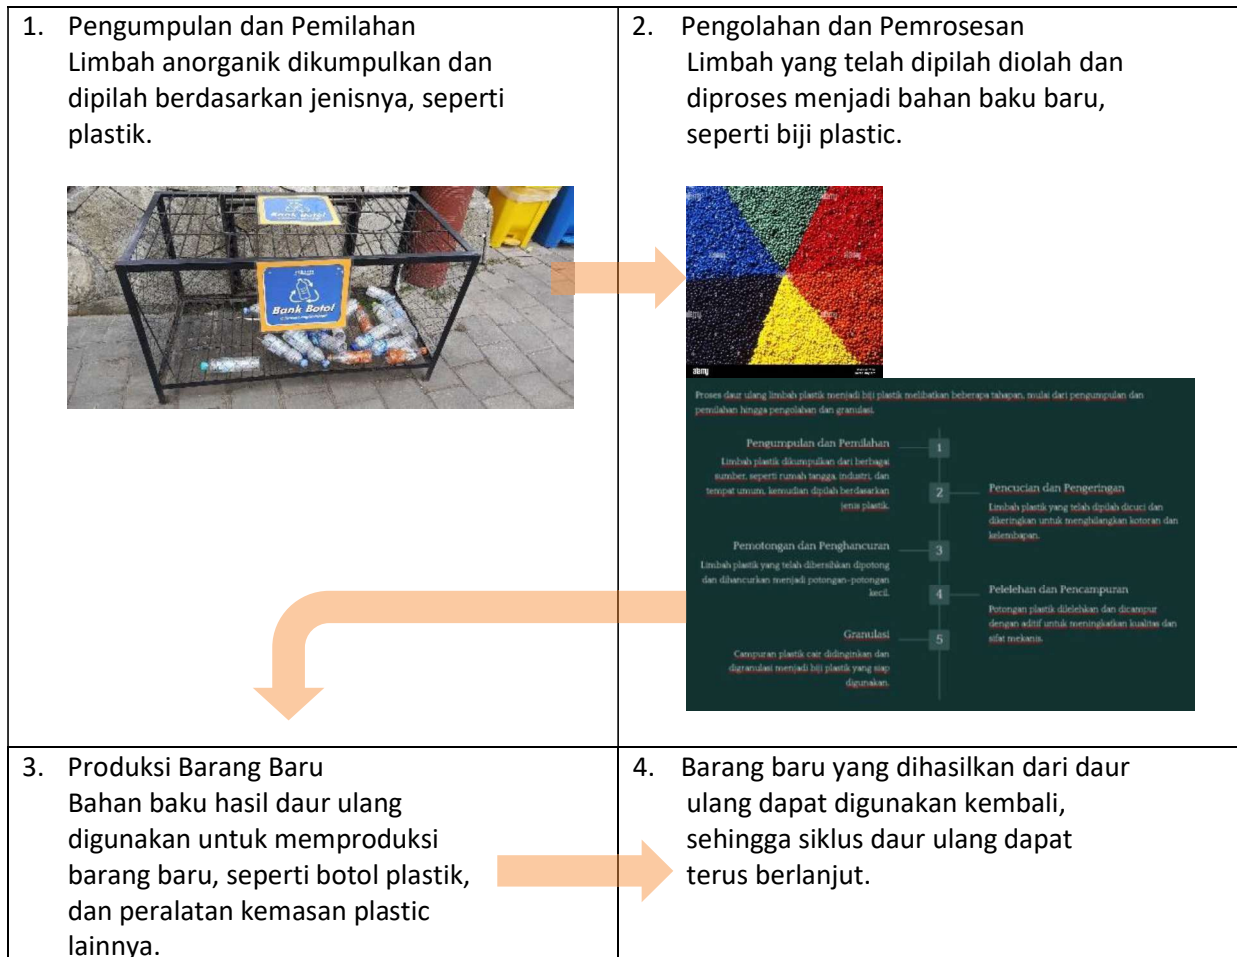 1. Pengumpulan dan Pemilahan
Limbah anorganik dikumpulkan dan
dipilah berdasarkan jenisnya, seperti
plastik.
Bank Botol
Bank Botol
2. Pengolahan dan Pemrosesan
Limbah yang telah dipilah diolah dan
diproses menjadi bahan baku baru,
seperti biji plastic.
alamy
alamy
alamy
Proses daur ulang limbah plastik menjadi biji plastik melibatkan beberapa tahapan, mulai dari pengumpulan dan
pemilahan hingga pengolahan dan granulasi.
Pengumpulan dan Pemilahan
1
Limbah plastik dikumpulkan dari berbagai
sumber, seperti rumah tangga, industri, dan
tempat umum, kemudian dipilah berdasarkan
jenis plastik.
2
Pencucian dan Pengeringan
Limbah plastik yang telah dipilah dicuci dan
dikeringkan untuk menghilangkan kotoran dan
kelembapan.
Pemotongan dan Penghancuran
3
Limbah plastik yang telah dibersihkan dipotong
dan dihancurkan menjadi potongan-potongan
kecil.
4
Pelelehan dan Pencampuran
Potongan plastik dilelehkan dan dicampur
dengan aditif untuk meningkatkan kualitas dan
sifat mekanis.
Granulasi
5
Campuran plastik cair didinginkan dan
digranulasi menjadi biji plastik yang siap
digunakan.
3. Produksi Barang Baru
Bahan baku hasil daur ulang
digunakan untuk memproduksi
barang baru, seperti botol plastik,
dan peralatan kemasan plastic
lainnya.
4. Barang baru yang dihasilkan dari daur
ulang dapat digunakan kembali,
sehingga siklus daur ulang dapat
terus berlanjut.